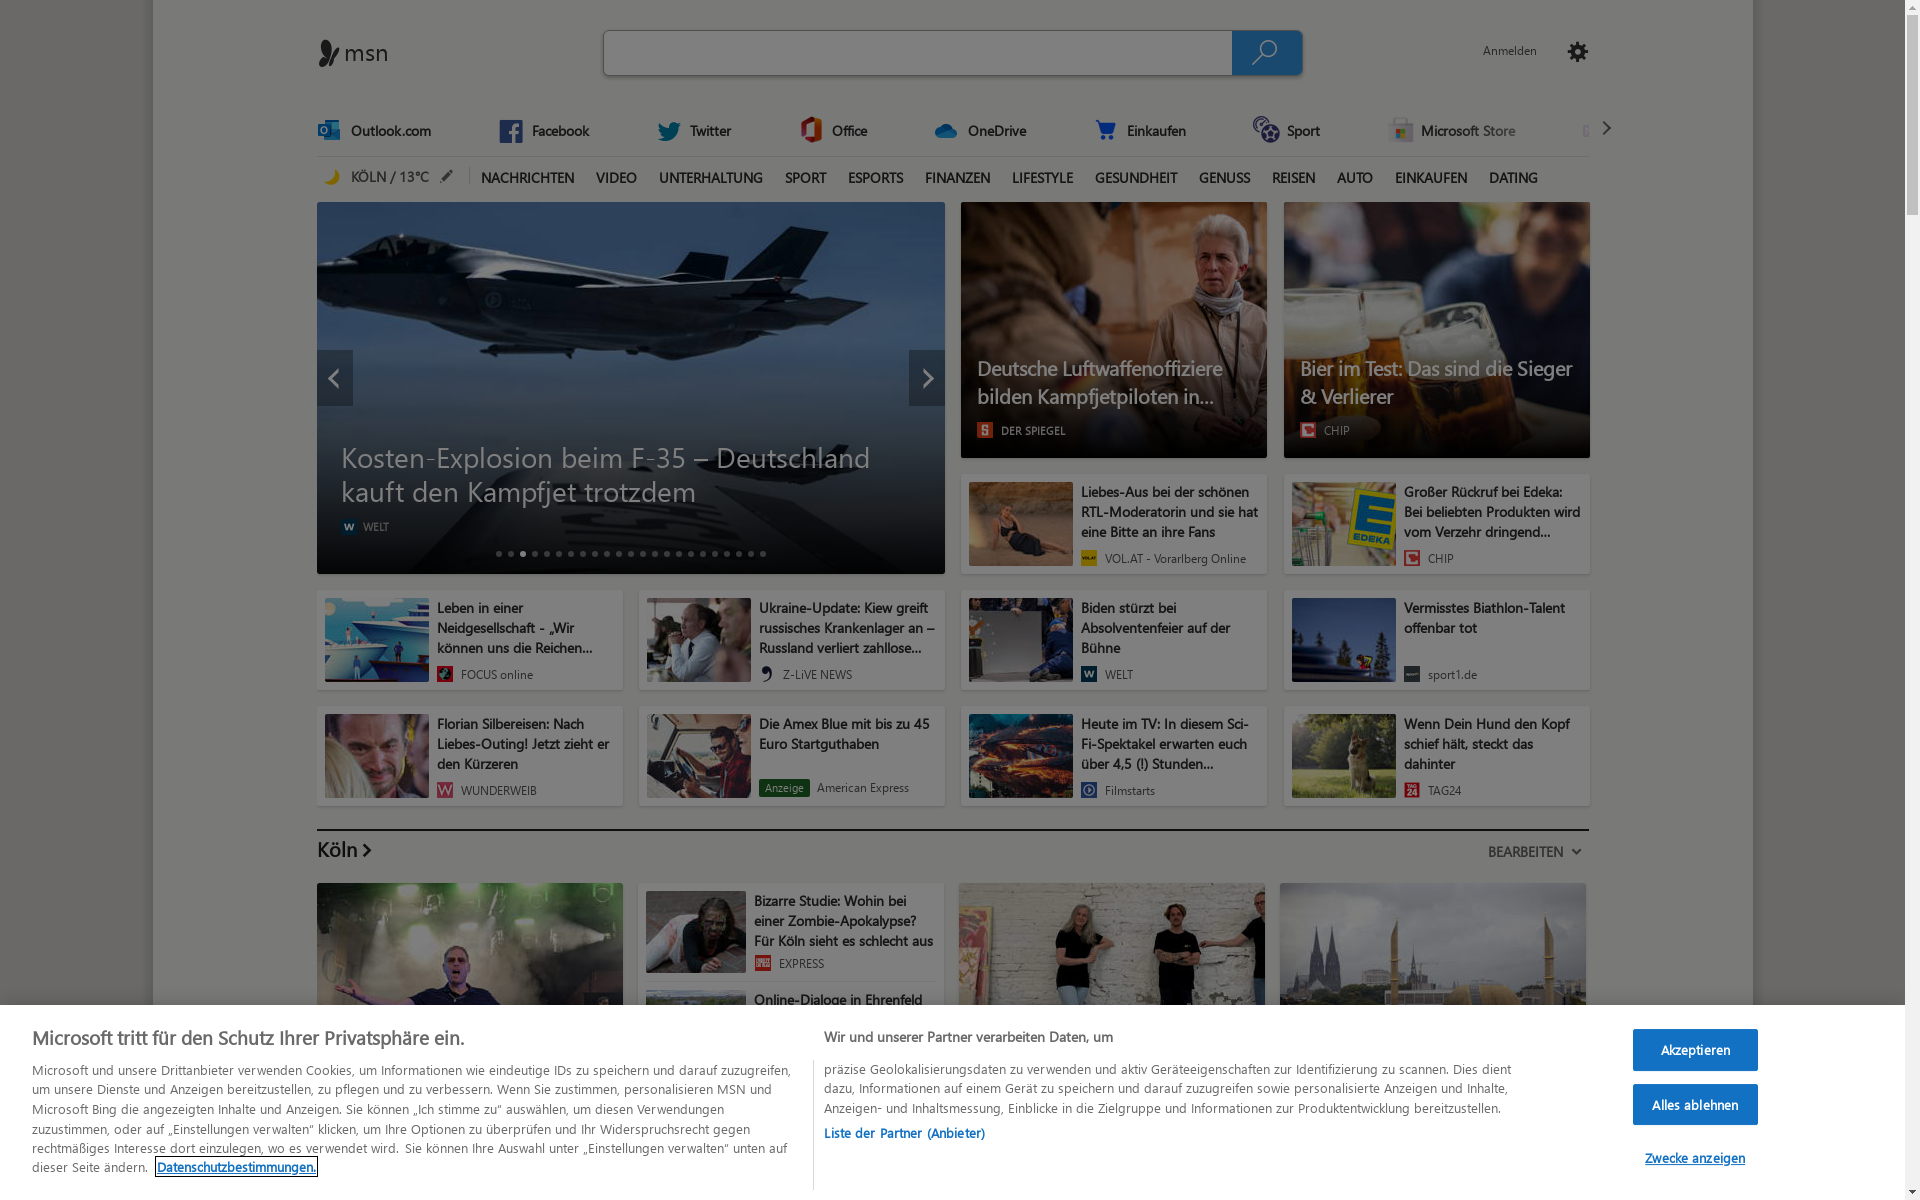 msn
Anmelden
Outlook.com
Facebook
Twitter
Office
OneDrive
Einkaufen
Sport
Microsoft Store
KÖLN / 13°C
NACHRICHTEN
VIDEO
UNTERHALTUNG
SPORT
ESPORTS
FINANZEN
LIFESTYLE
GESUNDHEIT
GENUSS
REISEN
AUTO
EINKAUFEN
DATING
Kosten-Explosion beim F-35 – Deutschland
kauft den Kampfjet trotzdem
W WELT
Deutsche Luftwaffenoffiziere
bilden Kampfjetpiloten in...
DER SPIEGEL
Bier im Test: Das sind die Sieger
& Verlierer
CHIP
Liebes-Aus bei der schönen
RTL-Moderatorin und sie hat
eine Bitte an ihre Fans
VOL.AT - Vorarlberg Online
EDEKA
Großer Rückruf bei Edeka:
Bei beliebten Produkten wird
vom Verzehr dringend...
CHIP
Leben in einer
Neidgesellschaft - „Wir
können uns die Reichen...
FOCUS online
Ukraine-Update: Kiew greift
russisches Krankenlager an –
Russland verliert zahllose...
Z-LiVE NEWS
Biden stürzt bei
Absolventenfeier auf der
Bühne
W WELT
Vermisstes Biathlon-Talent
offenbar tot
sport1.de
Florian Silbereisen: Nach
Liebes-Outing! Jetzt zieht er
den Kürzeren
W WUNDERWEIB
Die Amex Blue mit bis zu 45
Euro Startguthaben
Anzeige American Express
Heute im TV: In diesem Sci-
Fi-Spektakel erwarten euch
über 4,5 (!) Stunden...
Filmstarts
Wenn Dein Hund den Kopf
schief hält, steckt das
dahinter
TAG24
Köln
BEARBEITEN
Bizarre Studie: Wohin bei
einer Zombie-Apokalypse?
Für Köln sieht es schlecht aus
EXPRESS
Online-Dialoge in Ehrenfeld
Microsoft tritt für den Schutz Ihrer Privatsphäre ein.
Microsoft und unsere Drittanbieter verwenden Cookies, um Informationen wie eindeutige IDs zu speichern und darauf zuzugreifen,
um unsere Dienste und Anzeigen bereitzustellen, zu pflegen und zu verbessern. Wenn Sie zustimmen, personalisieren MSN und
Microsoft Bing die angezeigten Inhalte und Anzeigen. Sie können „Ich stimme zu“ auswählen, um diesen Verwendungen
zuzustimmen, oder auf „Einstellungen verwalten“ klicken, um Ihre Optionen zu überprüfen und Ihr Widerspruchsrecht gegen
rechtmäßiges Interesse dort einzulegen, wo es verwendet wird. Sie können Ihre Auswahl unter „Einstellungen verwalten“ unten auf
dieser Seite ändern. Datenschutzbestimmungen.
Wir und unserer Partner verarbeiten Daten, um
präzise Geolokalisierungsdaten zu verwenden und aktiv Geräteeigenschaften zur Identifizierung zu scannen. Dies dient
dazu, Informationen auf einem Gerät zu speichern und darauf zuzugreifen sowie personalisierte Anzeigen und Inhalte,
Anzeigen- und Inhaltsmessung, Einblicke in die Zielgruppe und Informationen zur Produktentwicklung bereitzustellen.
Liste der Partner (Anbieter)
Akzeptieren
Alles ablehnen
Zwecke anzeigen